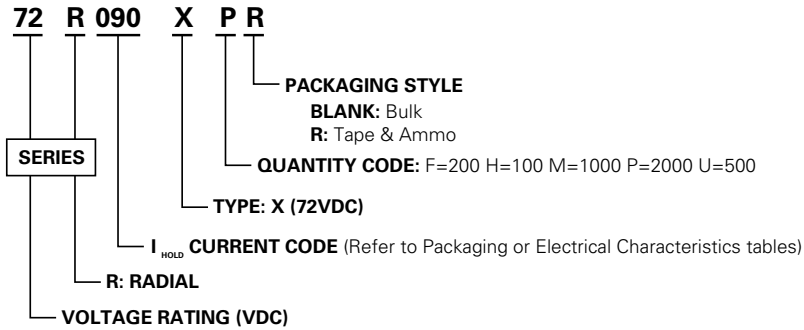 72 R 090 X P R
PACKAGING STYLE
BLANK: Bulk
R: Tape & Ammo
SERIES
QUANTITY CODE: F=200 H=100 M=1000 P=2000 U=500
TYPE: X (72VDC)
I HOLD CURRENT CODE (Refer to Packaging or Electrical Characteristics tables)
R: RADIAL
VOLTAGE RATING (VDC)